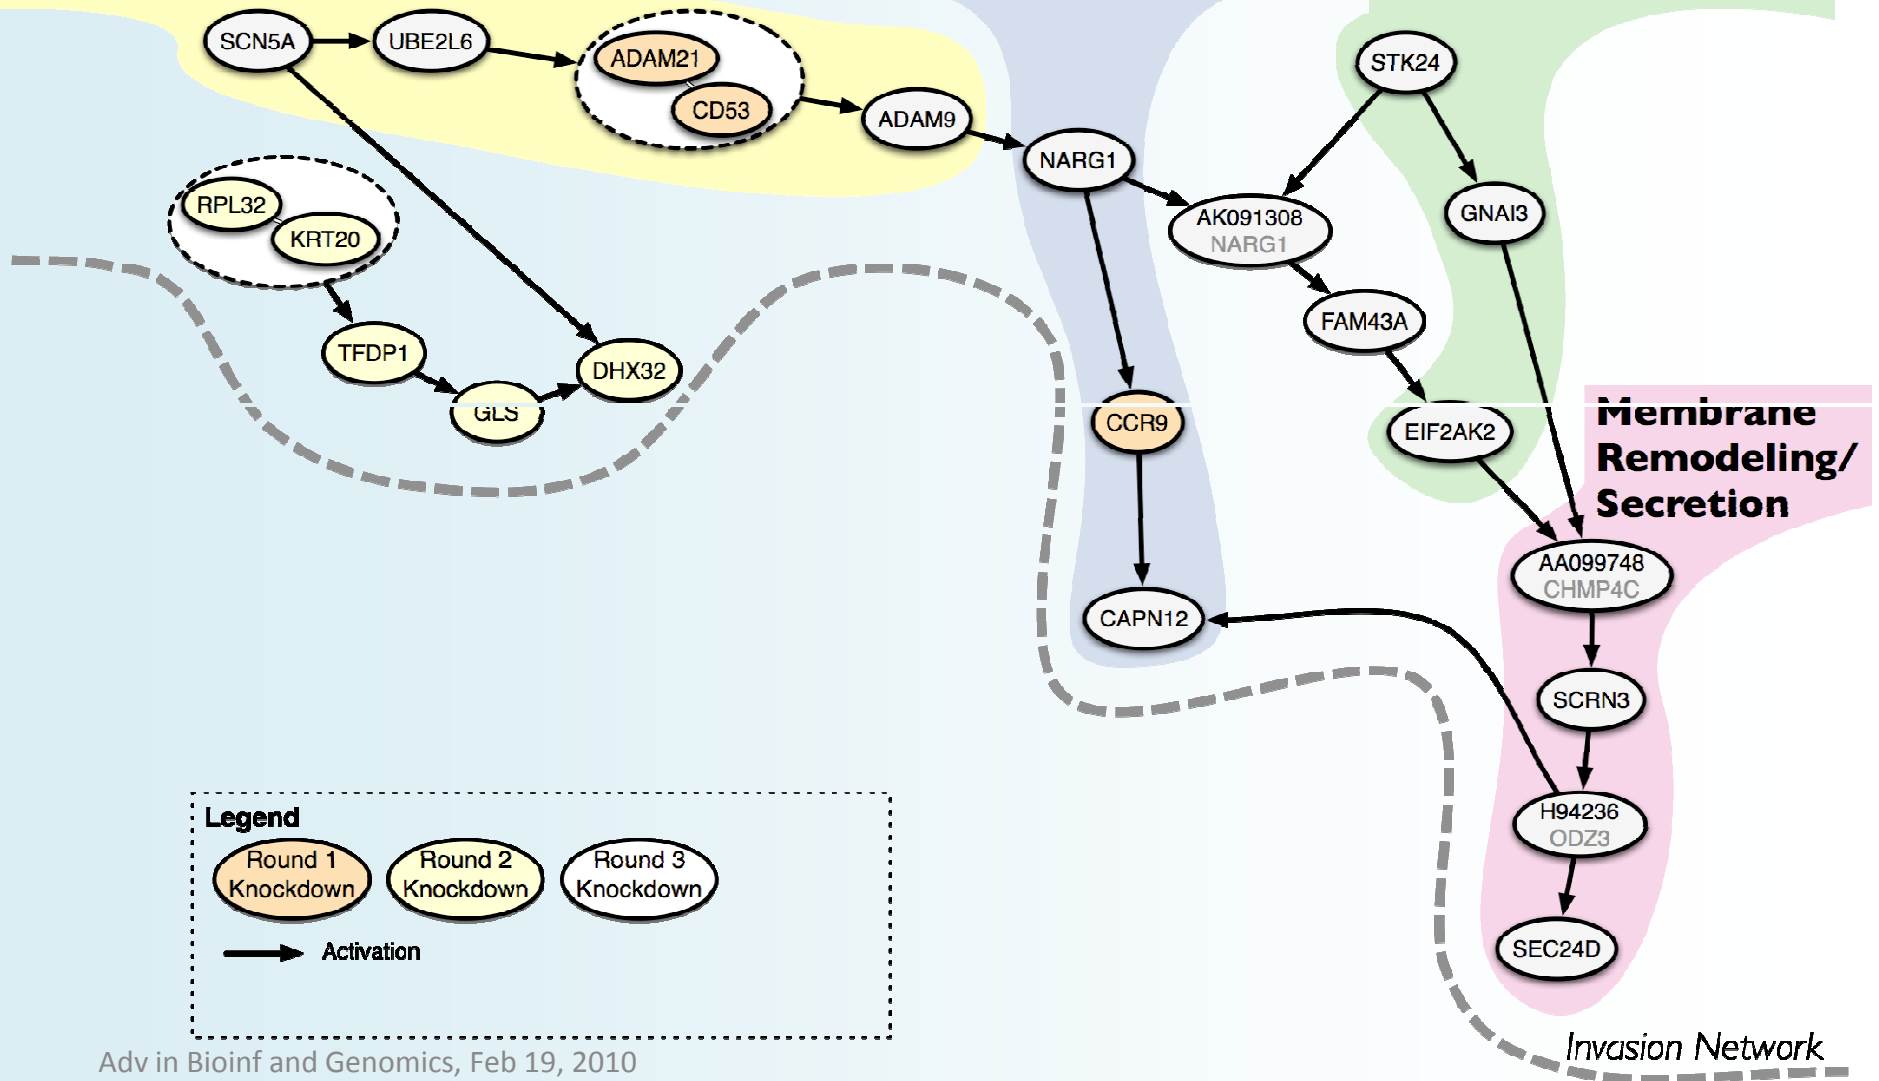 SCN5A
UBE2L6
ADAM21
CD53
ADAM9
STK24
NARG1
RPL32
KRT20
AK091308
NARG1
GNAI3
FAM43A
TFDP1
DHX32
GLS
CCR9
EIF2AK2
Membrane
Remodeling/
Secretion
AA099748
CHMP4C
CAPN12
SCRN3
H94236
ODZ3
SEC24D
Legend
Round 1
Knockdown
Round 2
Knockdown
Round 3
Knockdown
Activation
Invasion Network
Adv in Bioinf and Genomics, Feb 19, 2010